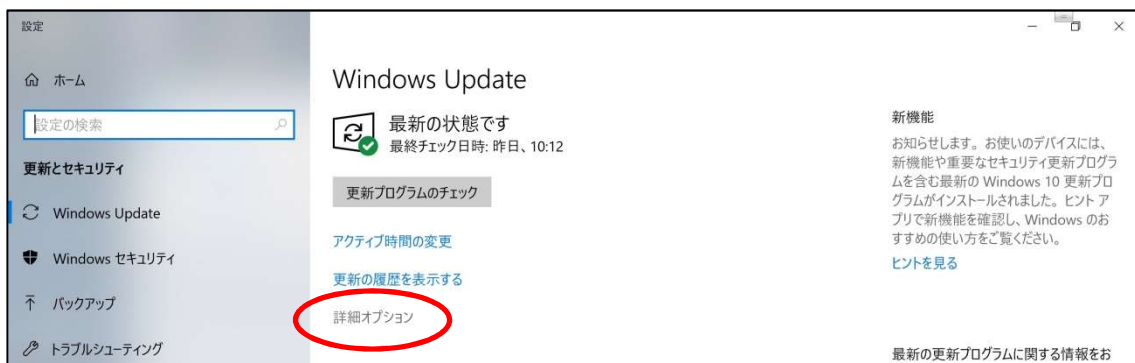 設定
ホーム
設定の検索
更新とセキュリティ
Windows Update
Windows セキュリティ
バックアップ
トラブルシューティング
Windows Update
最新の状態です
最終チェック日時: 昨日、10:12
更新プログラムのチェック
アクティブ時間の変更
更新の履歴を表示する
詳細オプション
新機能
お知らせします。お使いのデバイスには、
新機能や重要なセキュリティ更新プログラ
ムを含む最新の Windows 10 更新プロ
グラムがインストールされました。ヒント ア
プリで新機能を確認し、Windows のお
すすめの使い方をご覧ください。
ヒントを見る
最新の更新プログラムに関する情報をお